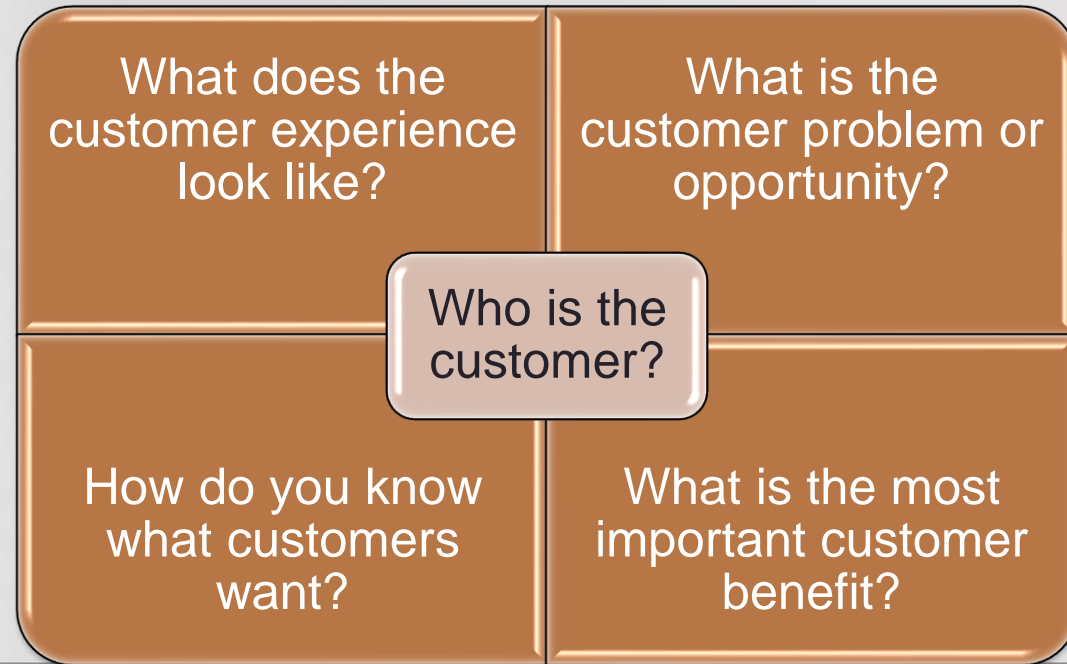 What does the
customer experience
look like?
What is the
customer problem or
opportunity?
Who is the
customer?
How do you know
what customers
want?
What is the most
important customer
benefit?